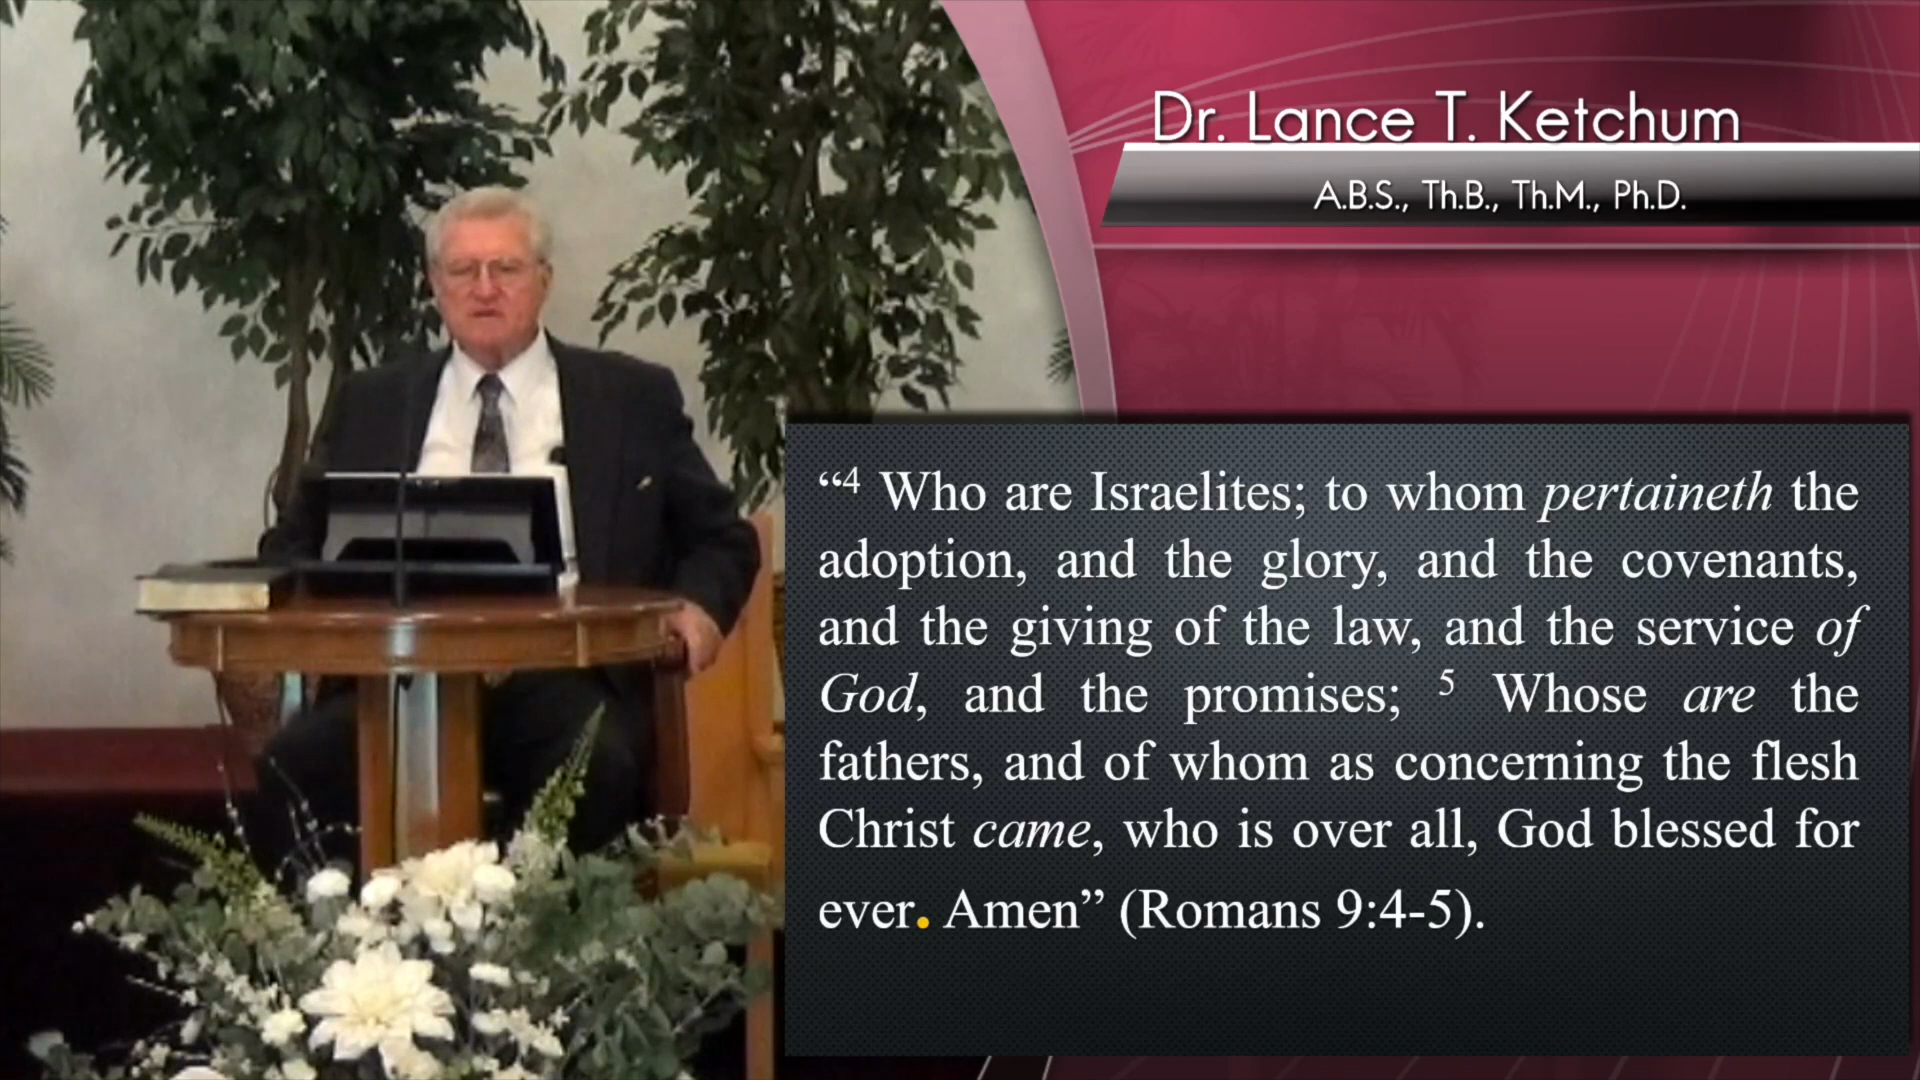 Dr. Lance T. Ketchum
A.B.S., Th.B., Th.M., Ph.D.
“4 Who are Israelites; to whom pertaineth the
adoption, and the glory, and the covenants,
and the giving of the law, and the service of
God, and the promises; 5 Whose are the
fathers, and of whom as concerning the flesh
Christ came, who is over all, God blessed for
ever. Amen” (Romans 9:4-5).